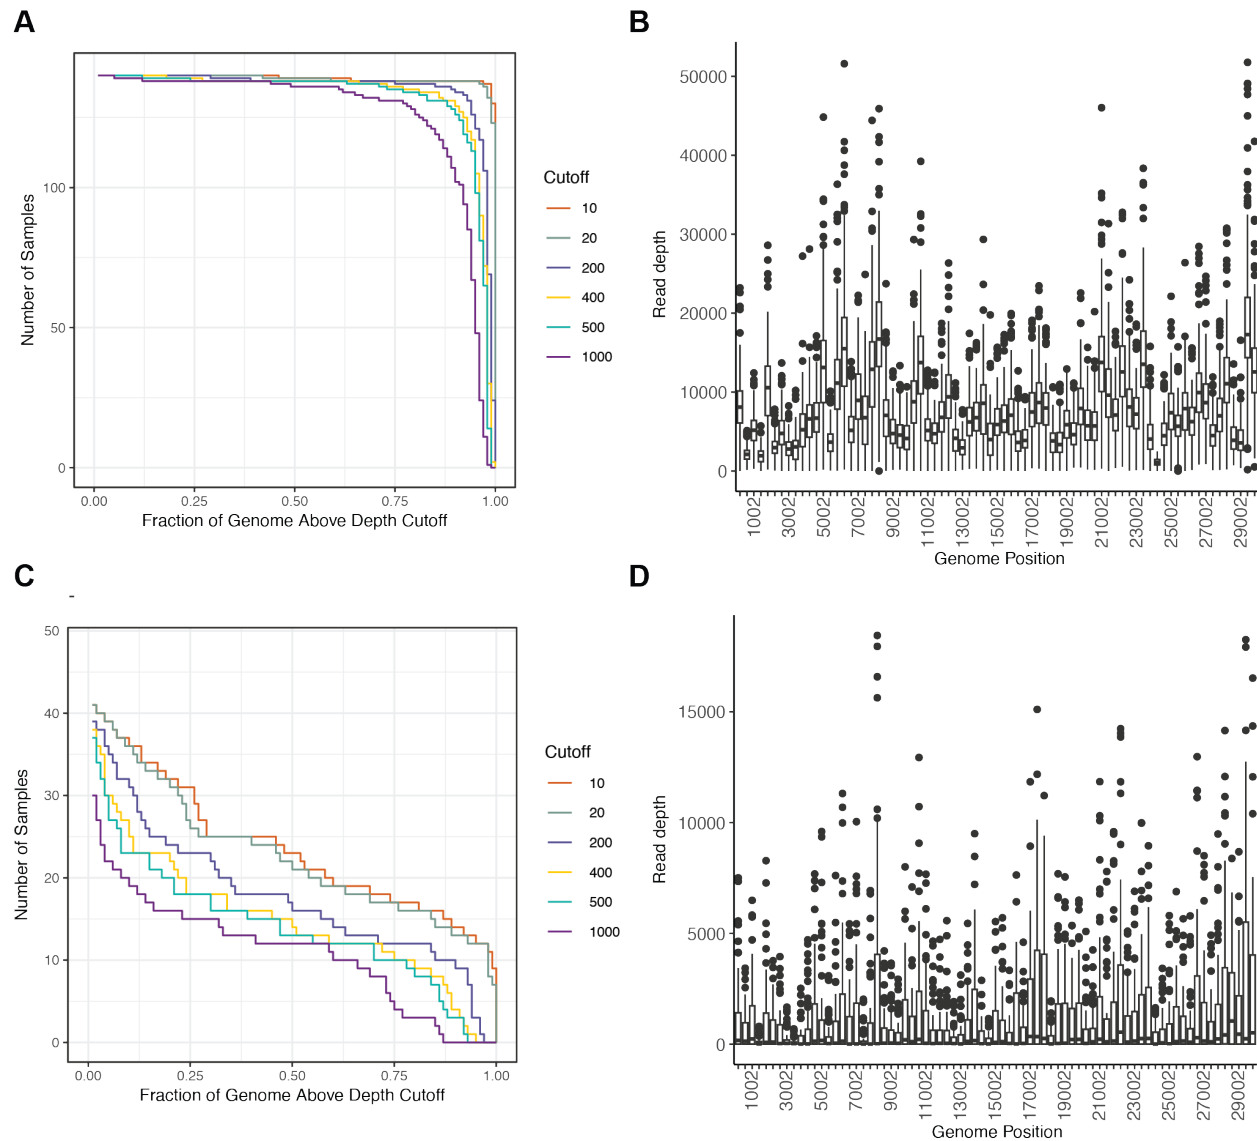 A
Number of Samples
100
50
0
0.00 0.25 0.50 0.75 1.00
Fraction of Genome Above Depth Cutoff
Cutoff
10
20
200
400
500
1000
B
Read depth
50000
40000
30000
20000
10000
0
1002 3002 5002 7002 9002 11002 13002 15002 17002 19002 21002 23002 25002 27002 29002
Genome Position
C
-
Number of Samples
50
40
30
20
10
0
0.00 0.25 0.50 0.75 1.00
Fraction of Genome Above Depth Cutoff
Cutoff
10
20
200
400
500
1000
D
Read depth
15000
10000
5000
0
1002 3002 5002 7002 9002 11002 13002 15002 17002 19002 21002 23002 25002 27002 29002
Genome Position